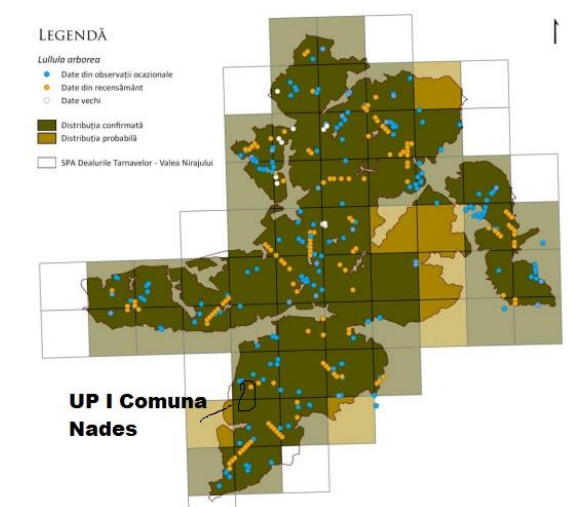 LEGENDĂ
Lullula arborea
Date din observații ocazionale
Date din recensământ
Date vechi
Distribuția confirmată
Distribuția probabilă
SPA Dealurile Tarnavelor - Valea Nirajului
UP I Comuna
Nades